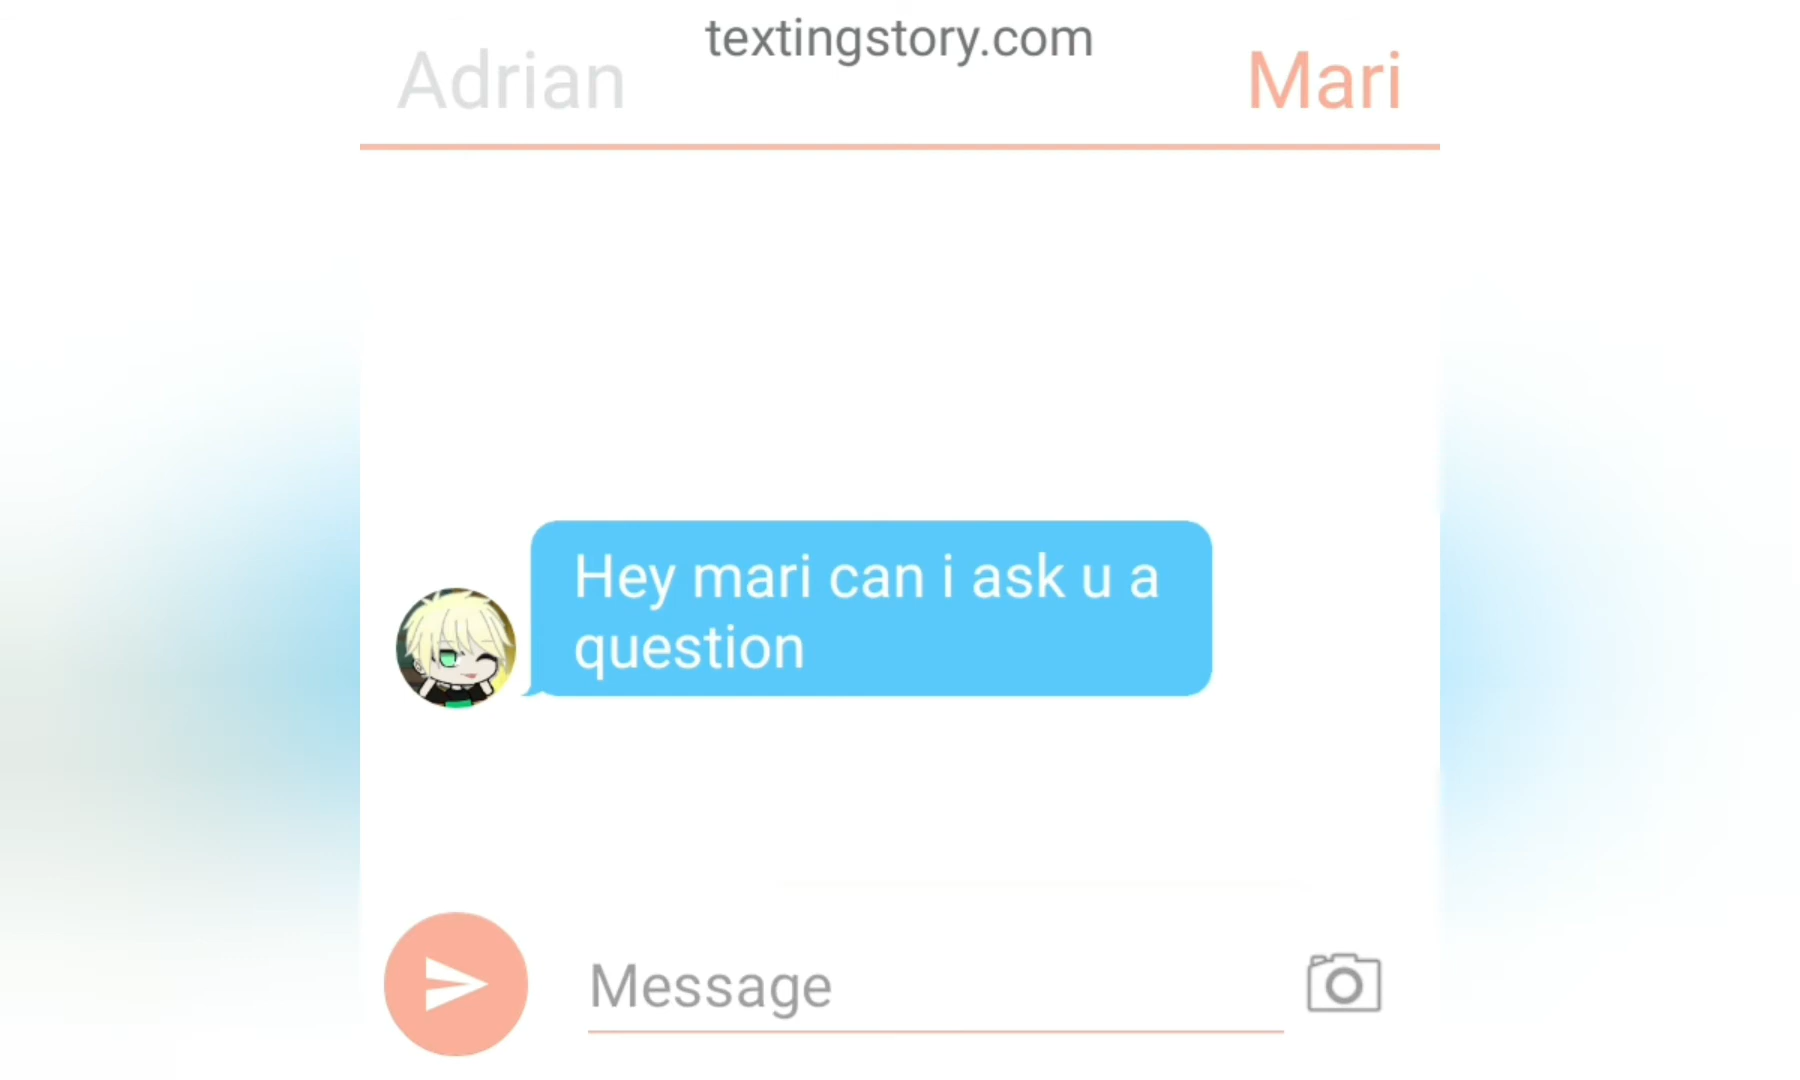 textingstory.com
Adrian
Mari
Hey mari can i ask u a
question
Message